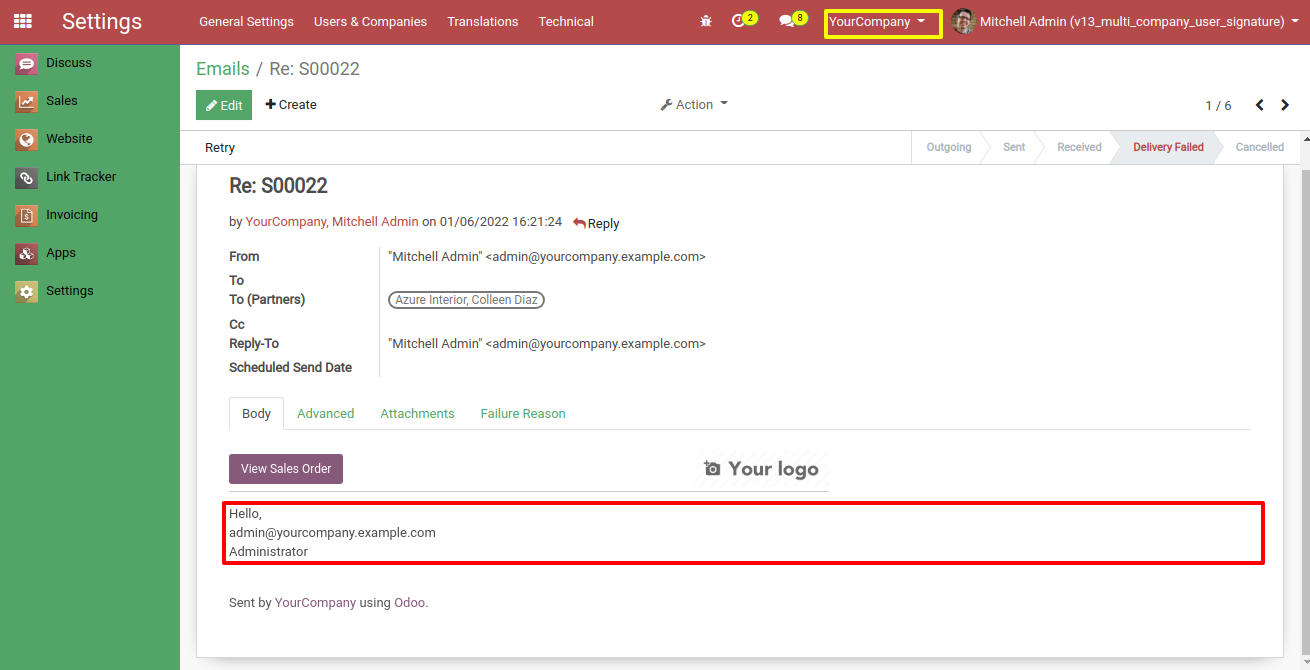 Settings
General Settings
Users & Companies
Translations
Technical
2
8
YourCompany
Mitchell Admin (v13_multi_company_user_signature)
Discuss
Sales
Website
Link Tracker
Invoicing
Apps
Settings
Emails / Re: S00022
Edit
Create
Action
1 / 6
Retry
Outgoing
Sent
Received
Delivery Failed
Cancelled
Re: S00022
by YourCompany, Mitchell Admin on 01/06/2022 16:21:24 Reply
From "Mitchell Admin" <admin@yourcompany.example.com>
To
To (Partners) Azure Interior, Colleen Diaz
Cc
Reply-To "Mitchell Admin" <admin@yourcompany.example.com>
Scheduled Send Date
Body
Advanced
Attachments
Failure Reason
View Sales Order
Your logo
Hello,
admin@yourcompany.example.com
Administrator
Sent by YourCompany using Odoo.